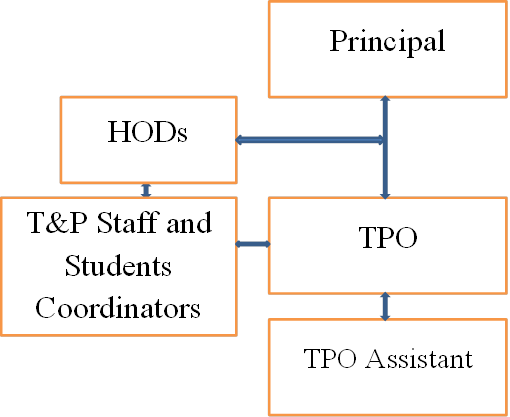 Principal
HODs
T&P Staff and
Students
Coordinators
TPO
TPO Assistant